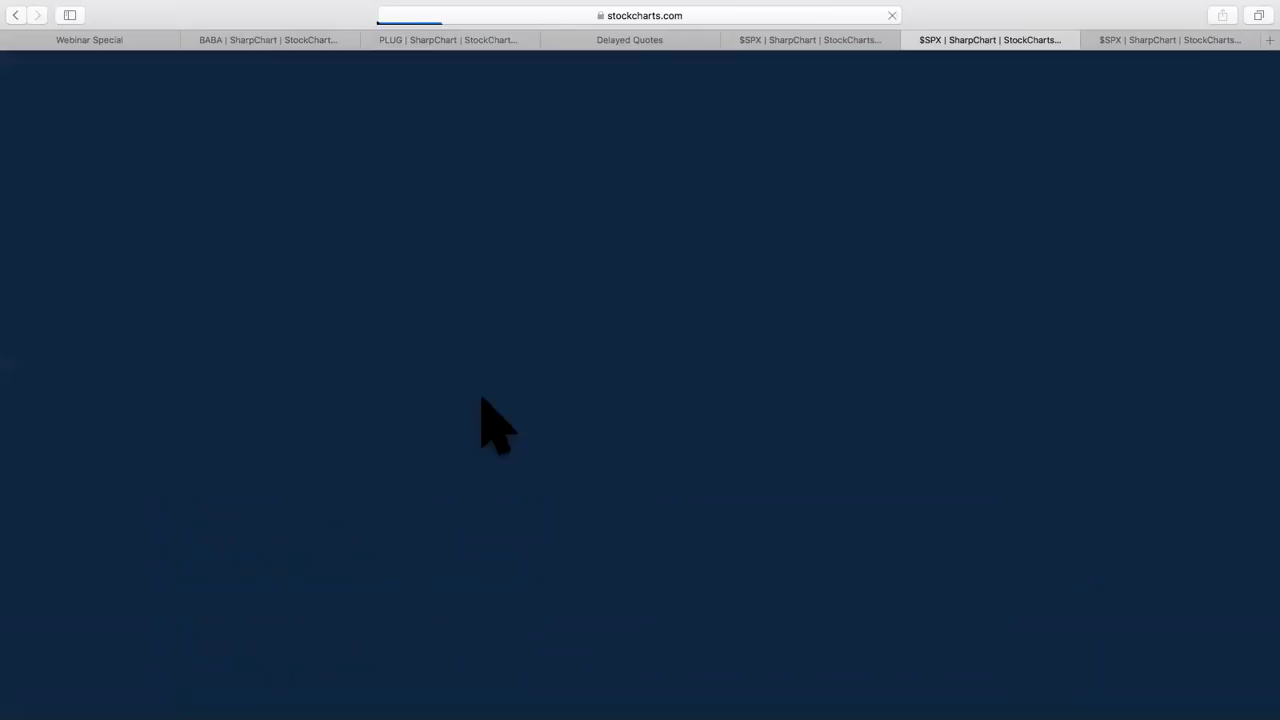 stockcharts.com
Webinar Special
BABA | SharpChart | StockChart...
PLUG | SharpChart | StockChart...
Delayed Quotes
$SPX | SharpChart | StockCharts...
$SPX | SharpChart | StockCharts...
$SPX | SharpChart | StockCharts...